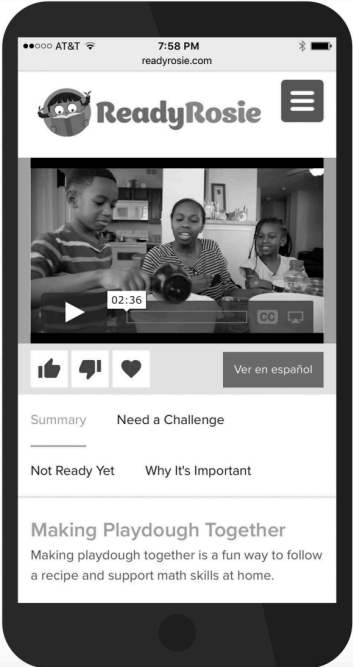 AT&T 7:58 PM
readyrosie.com
ReadyRosie
02:36
CC
Ver en español
Summary Need a Challenge
Not Ready Yet Why It's Important
Making Playdough Together
Making playdough together is a fun way to follow
a recipe and support math skills at home.